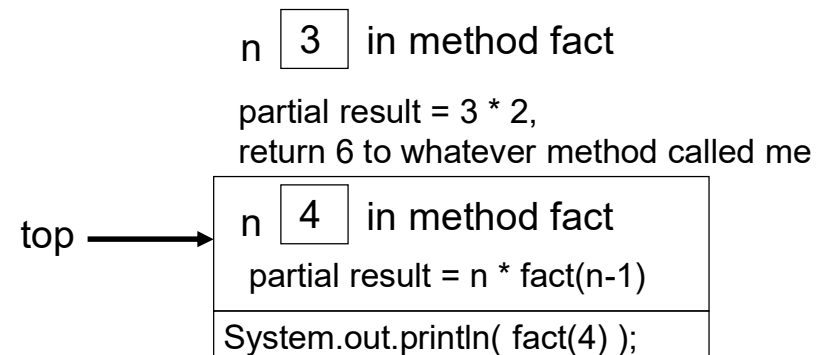 n 3 in method fact
partial result = 3 * 2,
return 6 to whatever method called me
top
n 4 in method fact
partial result = n * fact(n-1)
System.out.println( fact(4) );